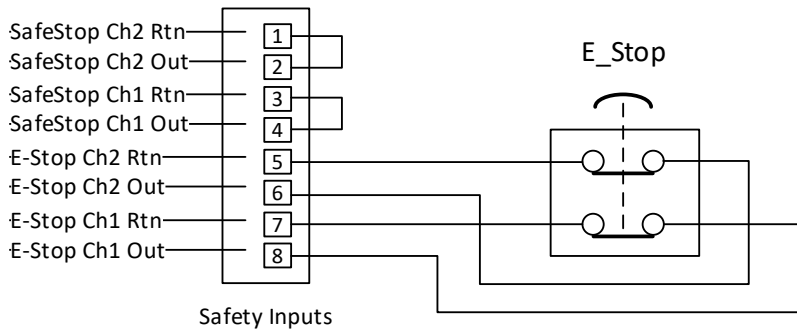 SafeStop Ch2 Rtn 1
SafeStop Ch2 Out 2
SafeStop Ch1 Rtn 3
SafeStop Ch1 Out 4
E-Stop Ch2 Rtn 5
E-Stop Ch2 Out 6
E-Stop Ch1 Rtn 7
E-Stop Ch1 Out 8
Safety Inputs
E_Stop